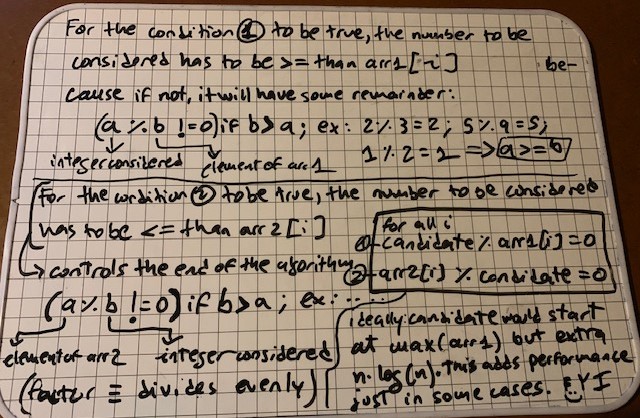 For the condition ① to be true, the number to be
considered has to be >= than arr1[i] be-
cause if not, it will have some remainder:
(a % b != 0) if b > a; ex: 2 % 3 = 2; 5 % 9 = 5;
1 % 2 = 1 => a >= b
integer considered element of arr1
For the condition ② to be true, the number to be considered
has to be <= than arr2[i]
controls the end of the algorithm
for all i
①-candidate % arr1[i] = 0
②-arr2[i] % candidate = 0
(a % b != 0) if b > a; ex: ....
element of arr2 integer considered
(factor ≡ divides evenly)
ideally candidate would start
at max(arr1) but extra
n·log(n). This adds performance
just in some cases. FYI